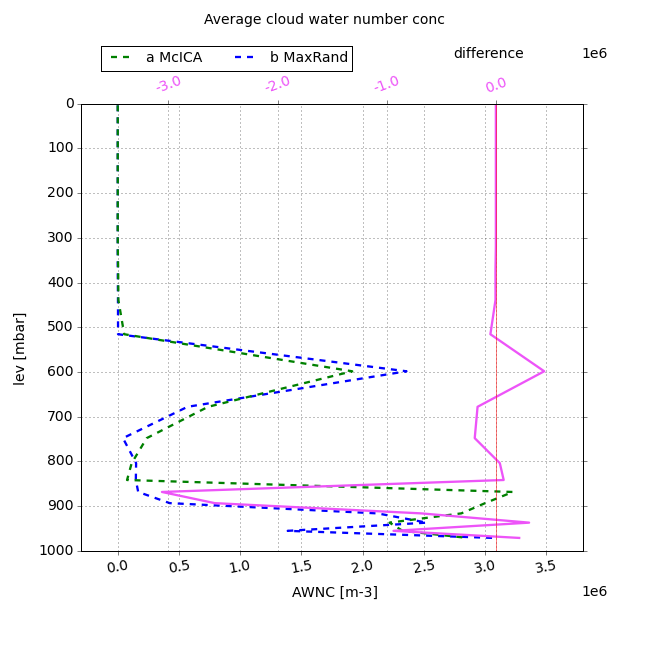 Average cloud water number conc
a McICA b MaxRand difference 1e6
-3.0 -2.0 -1.0 0.0
0
100
200
300
400
500
600
700
800
900
1000
lev [mbar]
0.0 0.5 1.0 1.5 2.0 2.5 3.0 3.5
AWNC [m-3] 1e6